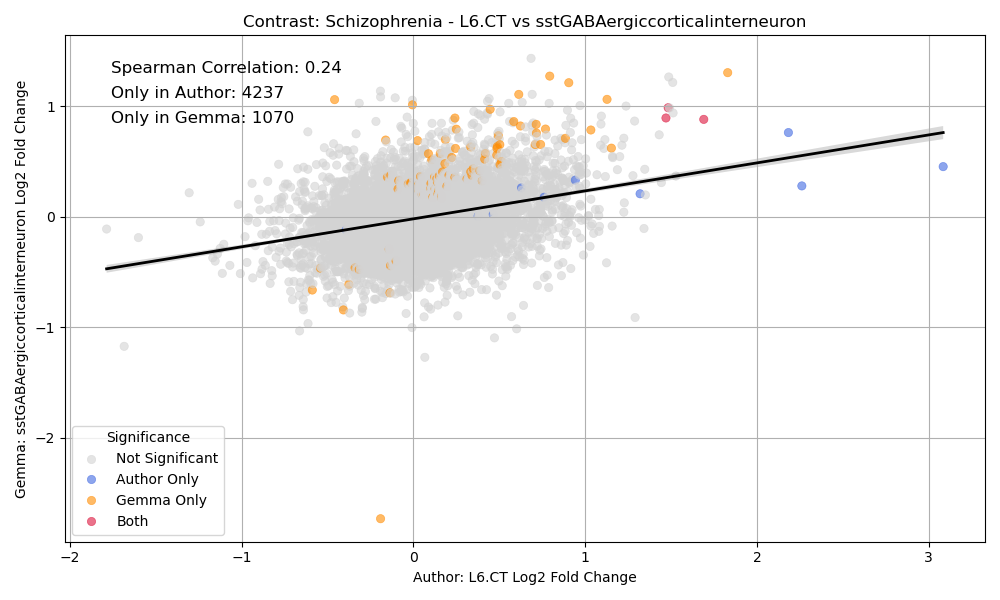 Contrast: Schizophrenia - L6.CT vs sstGABAergiccorticalinterneuron
Spearman Correlation: 0.24
Only in Author: 4237
Only in Gemma: 1070
Gemma: sstGABAergiccorticalinterneuron Log2 Fold Change
1
0
−1
−2
Significance
Not Significant
Author Only
Gemma Only
Both
−2
−1
0
1
2
3
Author: L6.CT Log2 Fold Change